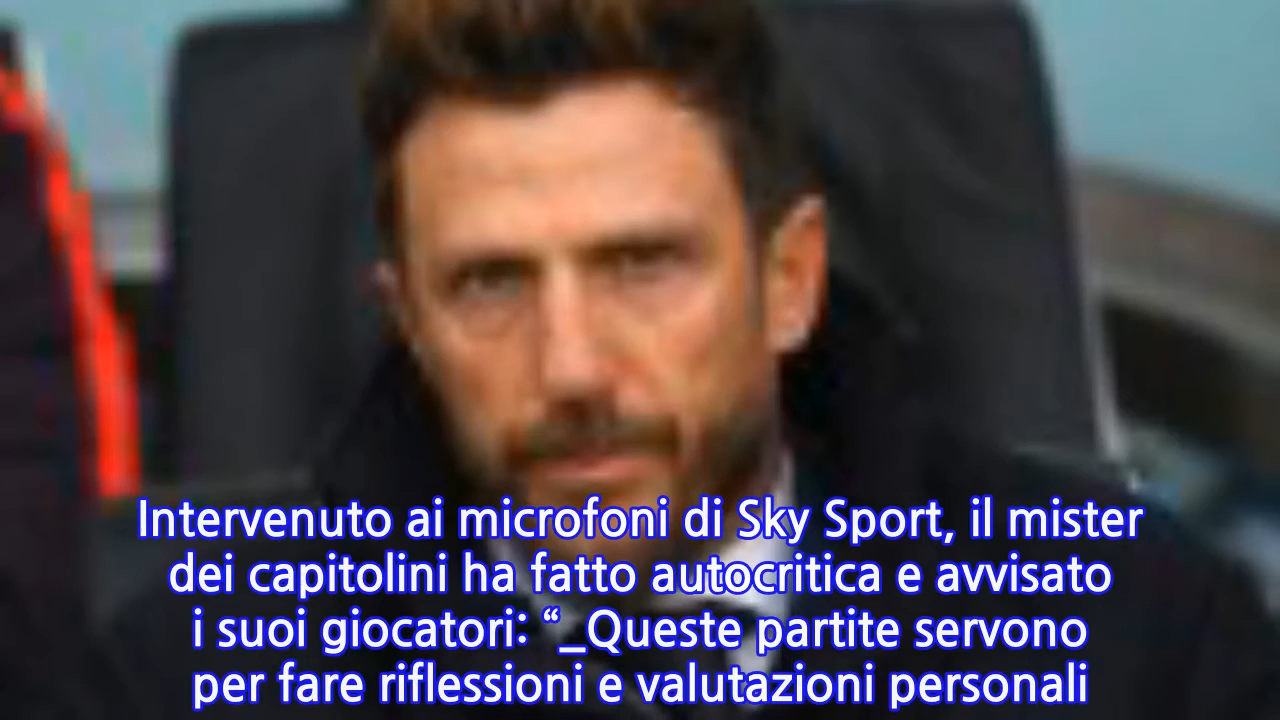 Intervenuto ai microfoni di Sky Sport, il mister
dei capitolini ha fatto autocritica e avvisato
i suoi giocatori: “_Queste partite servono
per fare riflessioni e valutazioni personali